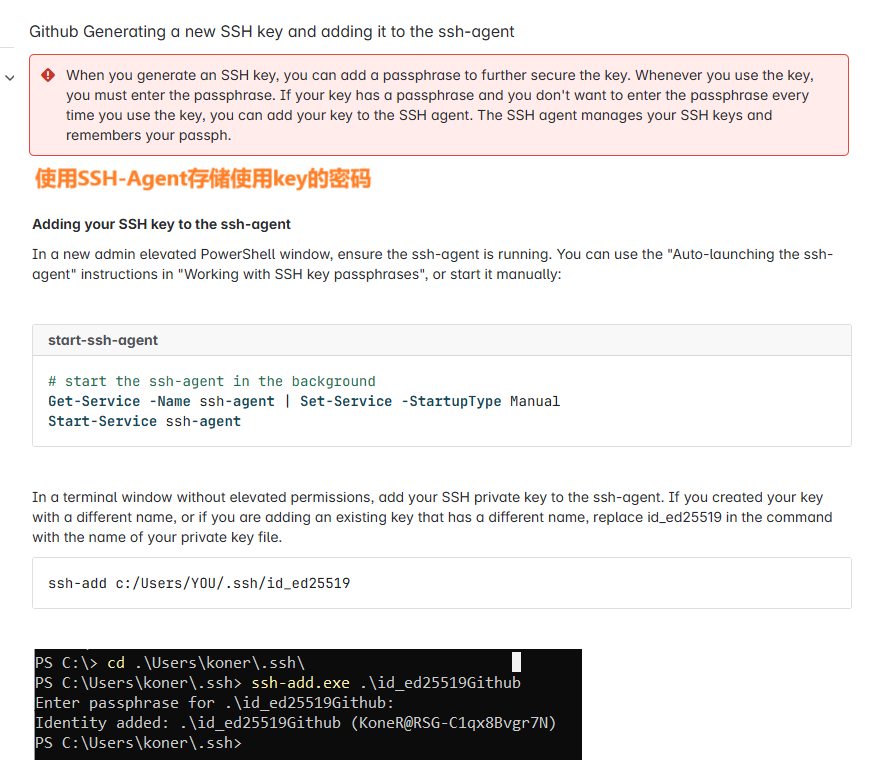 Github Generating a new SSH key and adding it to the ssh-agent
When you generate an SSH key, you can add a passphrase to further secure the key. Whenever you use the key,
you must enter the passphrase. If your key has a passphrase and you don't want to enter the passphrase every
time you use the key, you can add your key to the SSH agent. The SSH agent manages your SSH keys and
remembers your passph.
使用SSH-Agent存储使用key的密码
Adding your SSH key to the ssh-agent
In a new admin elevated PowerShell window, ensure the ssh-agent is running. You can use the "Auto-launching the ssh-
agent" instructions in "Working with SSH key passphrases", or start it manually:
start-ssh-agent
# start the ssh-agent in the background
Get-Service -Name ssh-agent | Set-Service -StartupType Manual
Start-Service ssh-agent
In a terminal window without elevated permissions, add your SSH private key to the ssh-agent. If you created your key
with a different name, or if you are adding an existing key that has a different name, replace id_ed25519 in the command
with the name of your private key file.
ssh-add c:/Users/YOU/.ssh/id_ed25519
PS C:\> cd .\Users\koner\.ssh\
PS C:\Users\koner\.ssh> ssh-add.exe .\id_ed25519Github
Enter passphrase for .\id_ed25519Github:
Identity added: .\id_ed25519Github (KoneR@RSG-C1qx8Bvgr7N)
PS C:\Users\koner\.ssh>